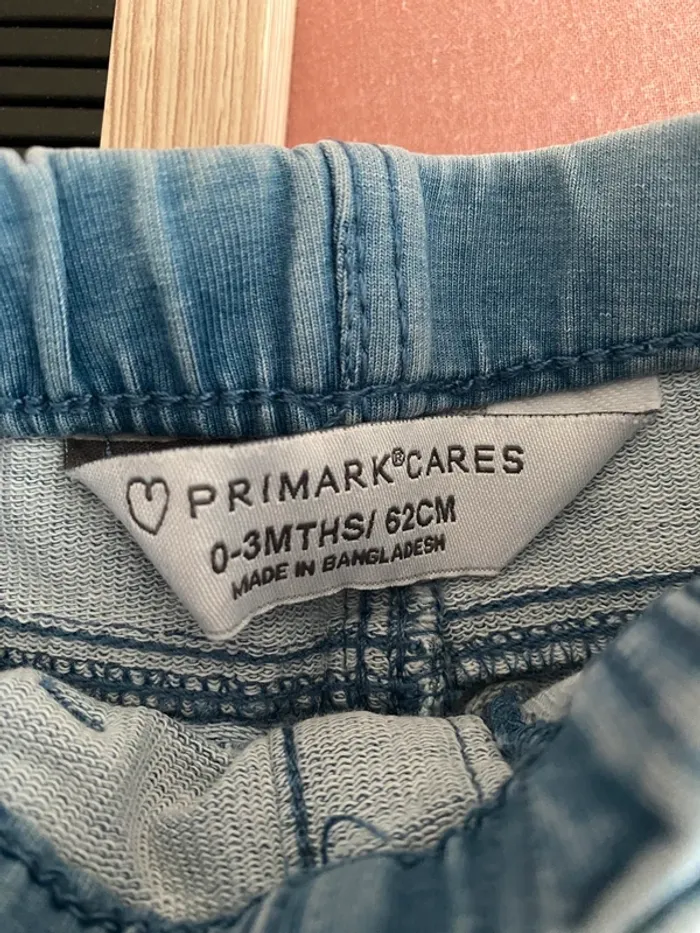 PRIMARK®CARES
0-3MTHS/ 62CM
MADE IN BANGLADESH